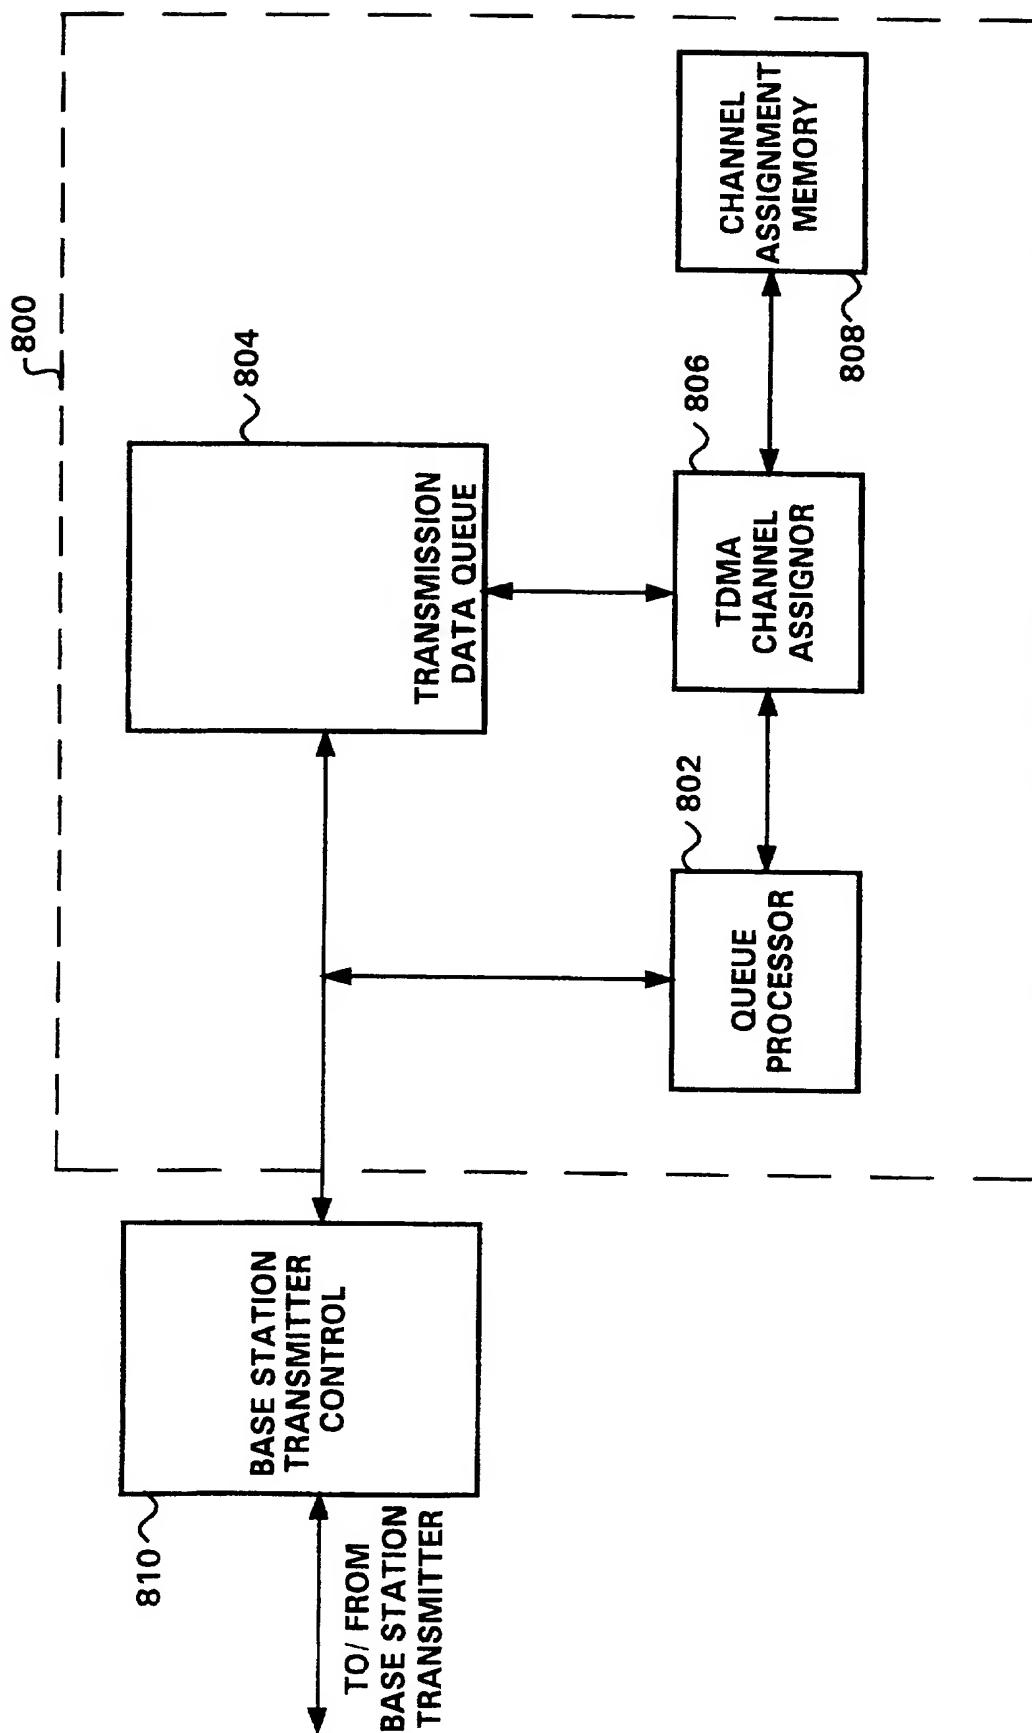 800
804
TRANSMISSION
DATA QUEUE
810
BASE STATION
TRANSMITTER
CONTROL
TO/ FROM
BASE STATION
TRANSMITTER
802
QUEUE
PROCESSOR
806
TDMA
CHANNEL
ASSIGNOR
CHANNEL
ASSIGNMENT
MEMORY
808